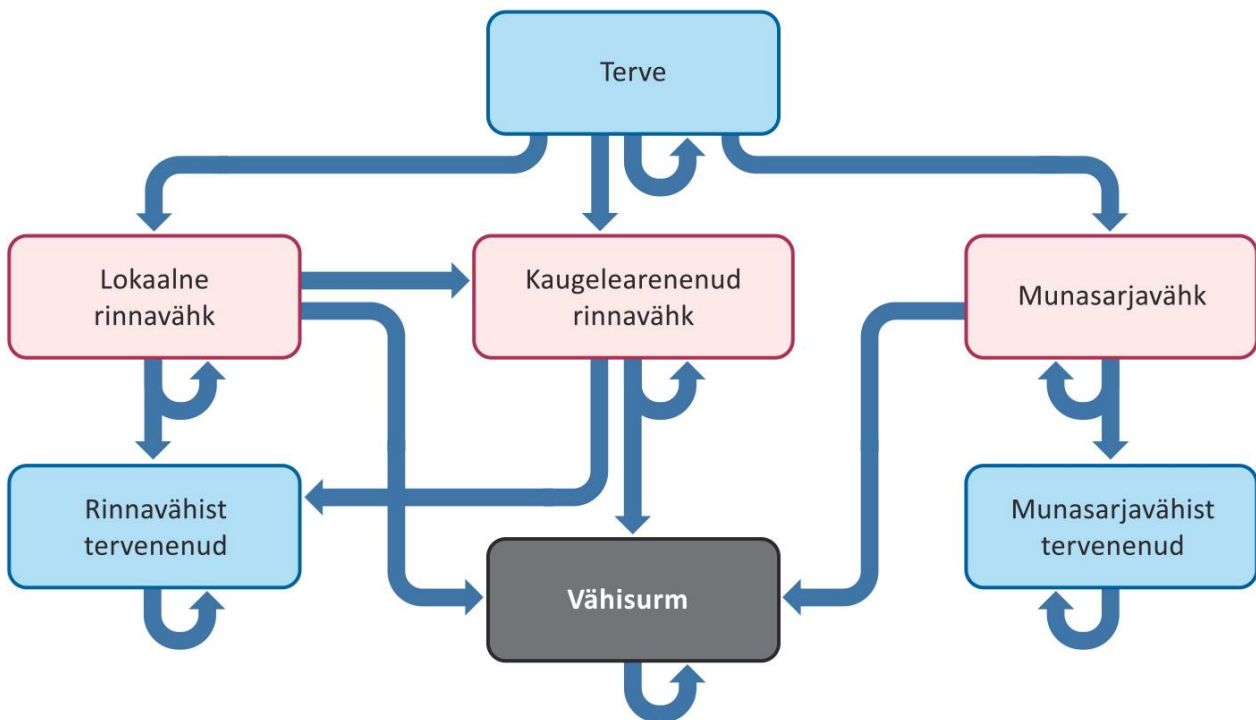 Terve
Lokaalne
rinnavähk
Kaugelearenenud
rinnavähk
Munasarjavähk
Rinnavähist
tervenenud
Vähisurm
Munasarjavähist
tervenenud